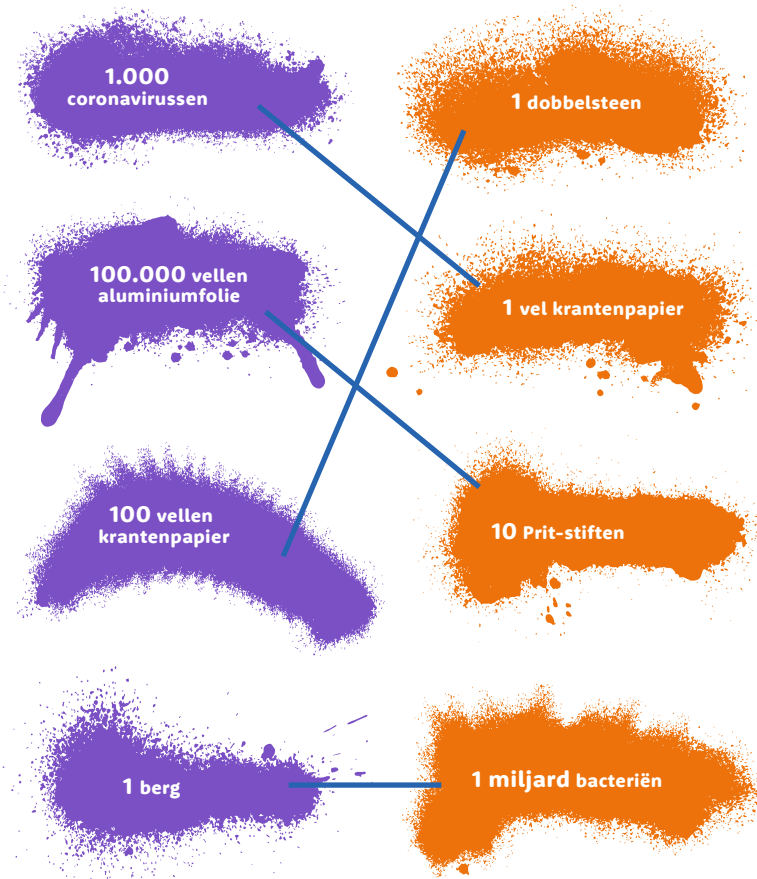 1.000
coronavirussen
1 dobbelsteen
100.000 vellen
aluminiumfolie
1 vel krantenpapier
100 vellen
krantenpapier
10 Prit-stiften
1 berg
1 miljard bacteriën